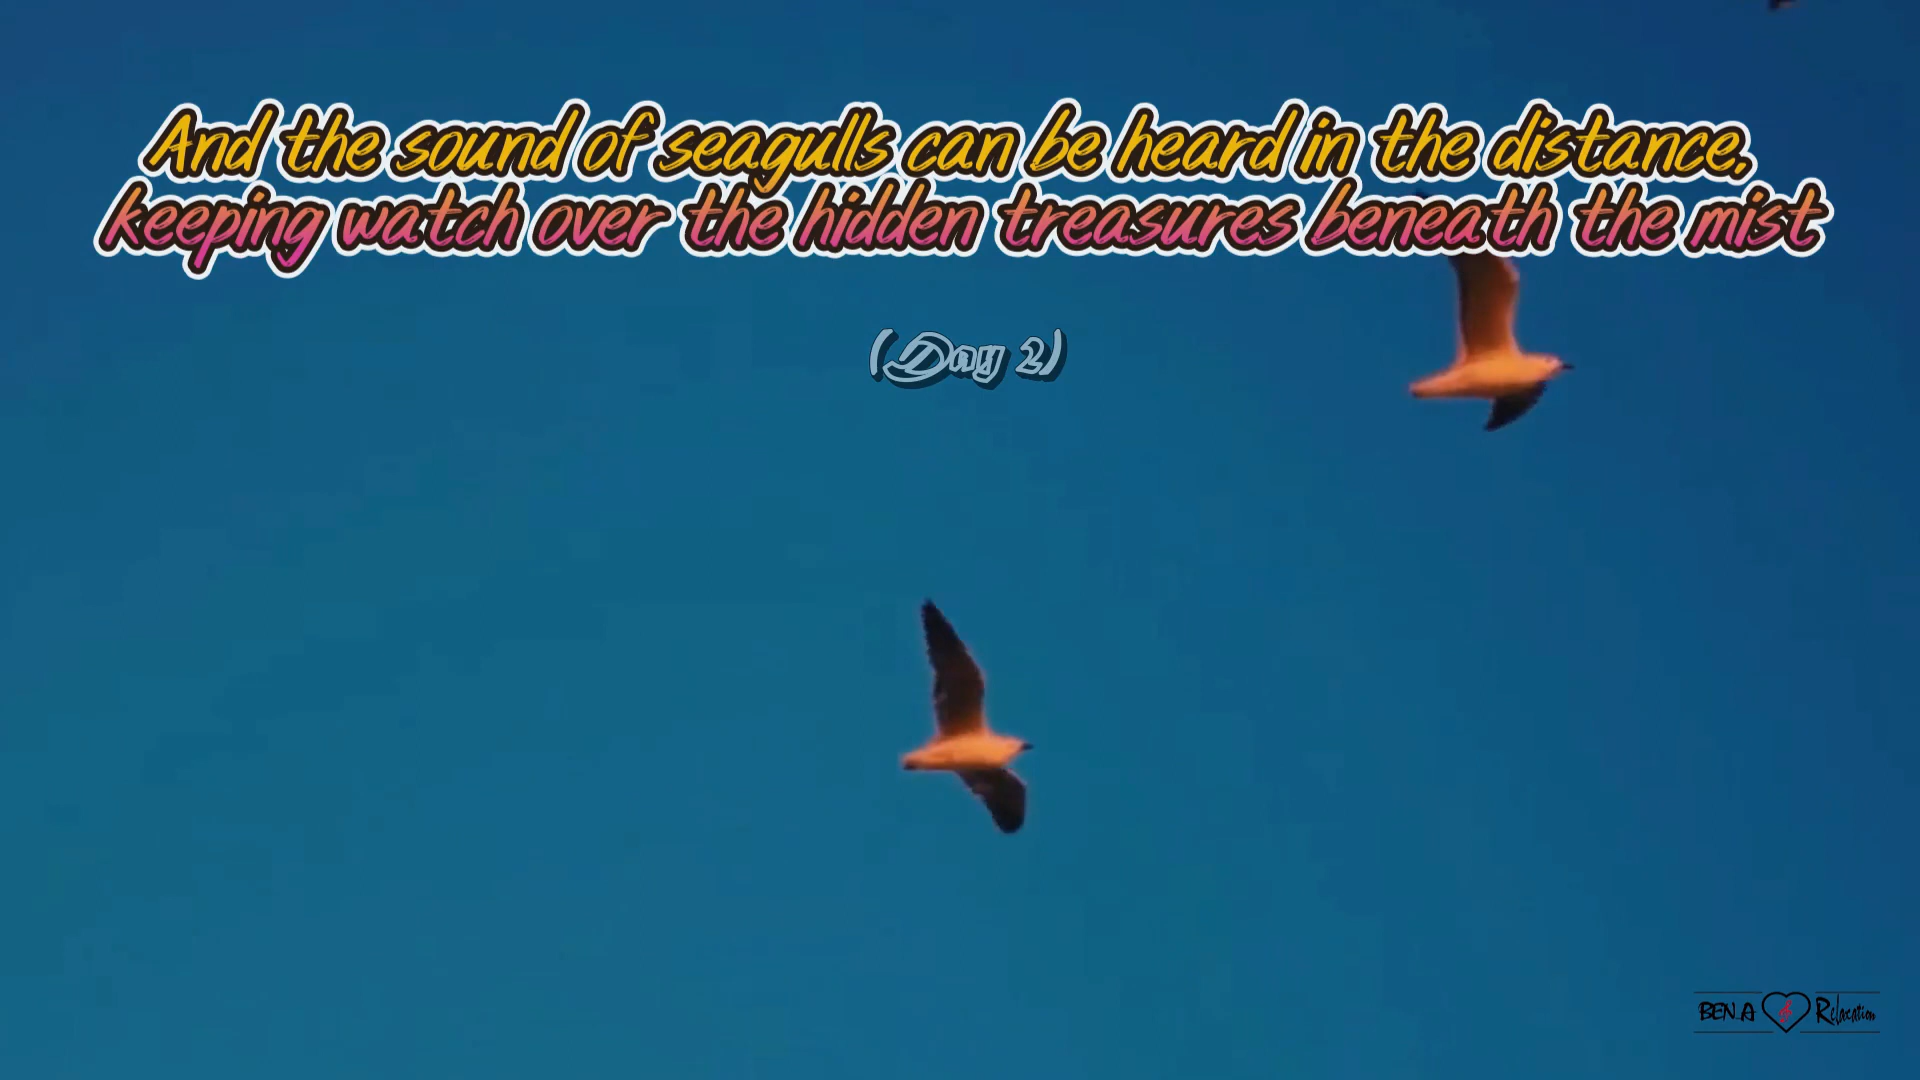 And the sound of seagulls can be heard in the distance,
keeping watch over the hidden treasures beneath the mist
(Day 2)
BEN.A Relaxation